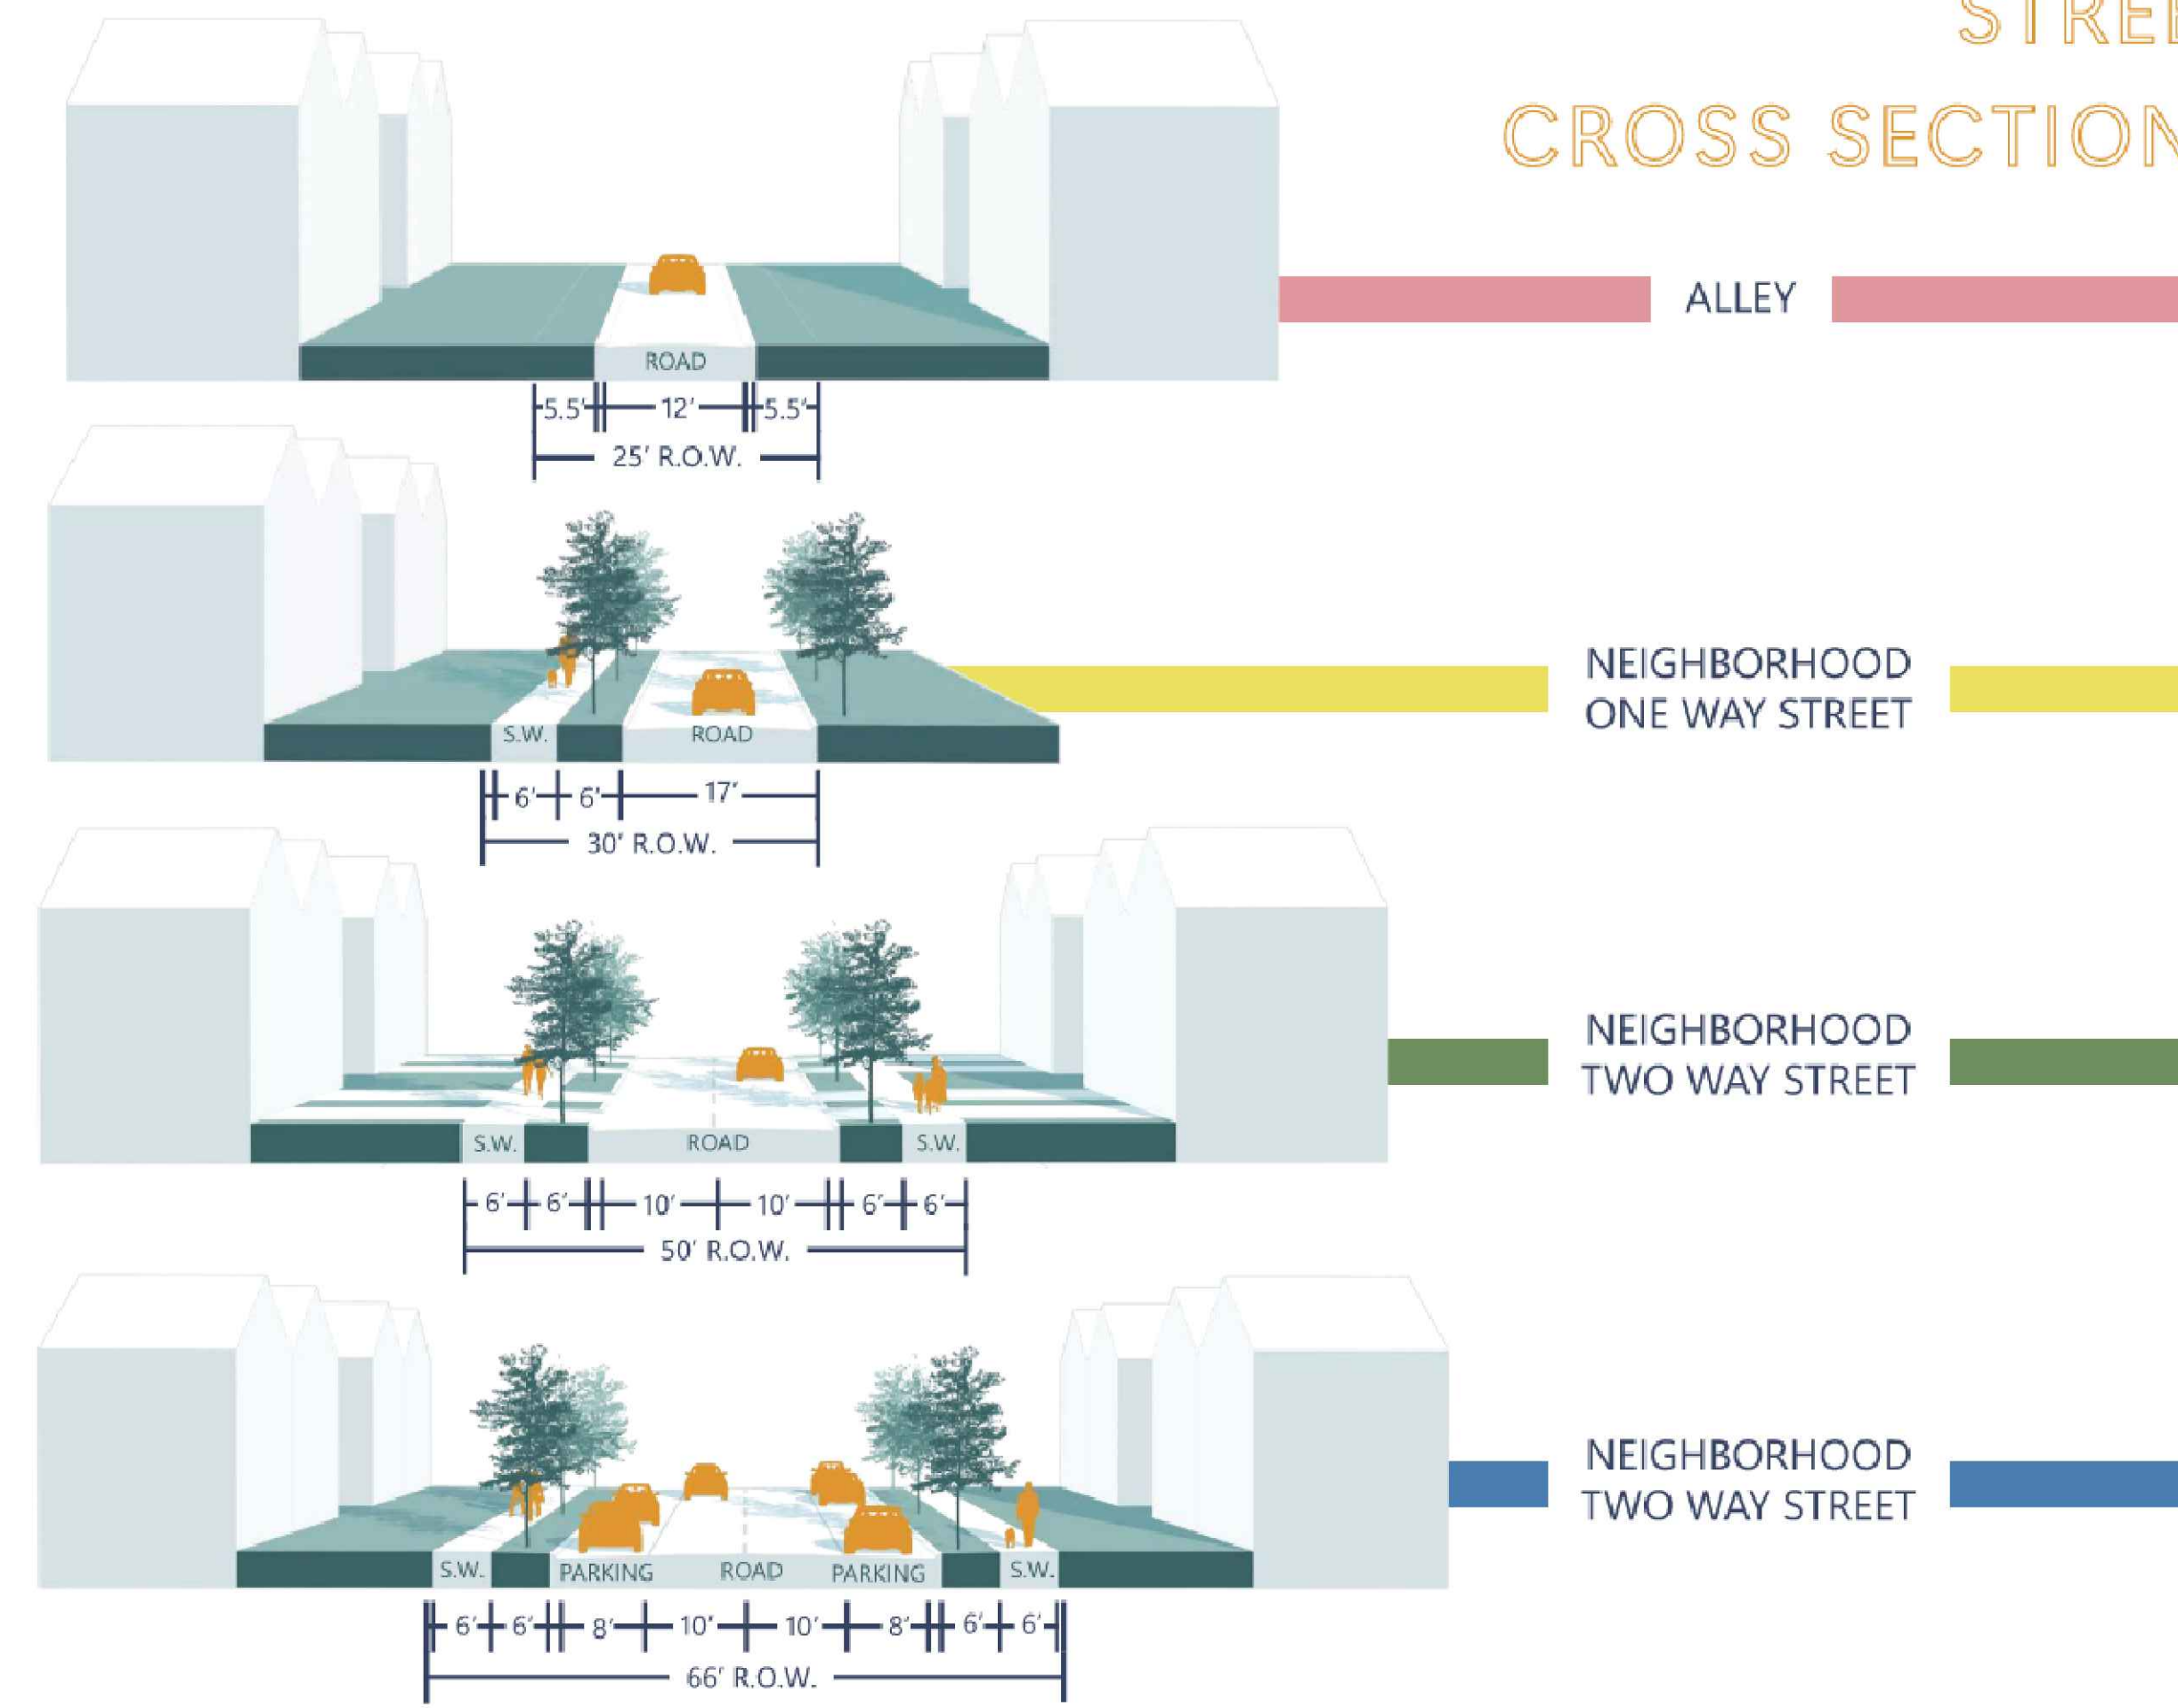 STREE
CROSS SECTION
ALLEY
ROAD
5.5' 12' 5.5'
25' R.O.W.
NEIGHBORHOOD
ONE WAY STREET
S.W. ROAD
6' 6' 17'
30' R.O.W.
NEIGHBORHOOD
TWO WAY STREET
S.W. ROAD S.W.
6' 6' 10' 10' 6' 6'
50' R.O.W.
NEIGHBORHOOD
TWO WAY STREET
S.W. PARKING ROAD PARKING S.W.
6' 6' 8' 10' 10' 8' 6' 6'
66' R.O.W.